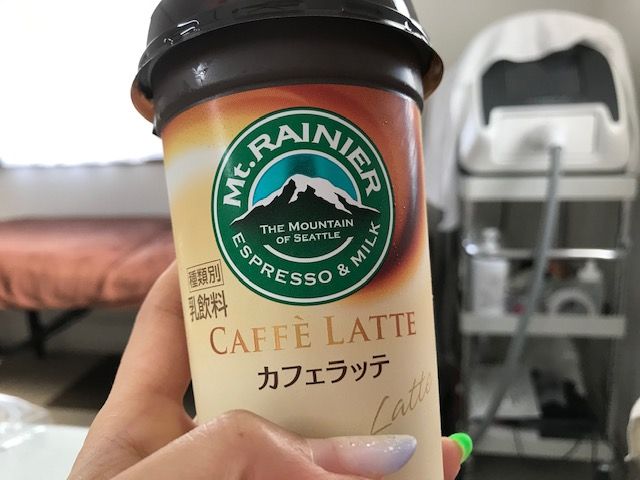 Mt. RAINIER
THE MOUNTAIN
OF SEATTLE
ESPRESSO & MILK
種類別
乳飲料
CAFFÈ LATTE
カフェラッテ
Latte